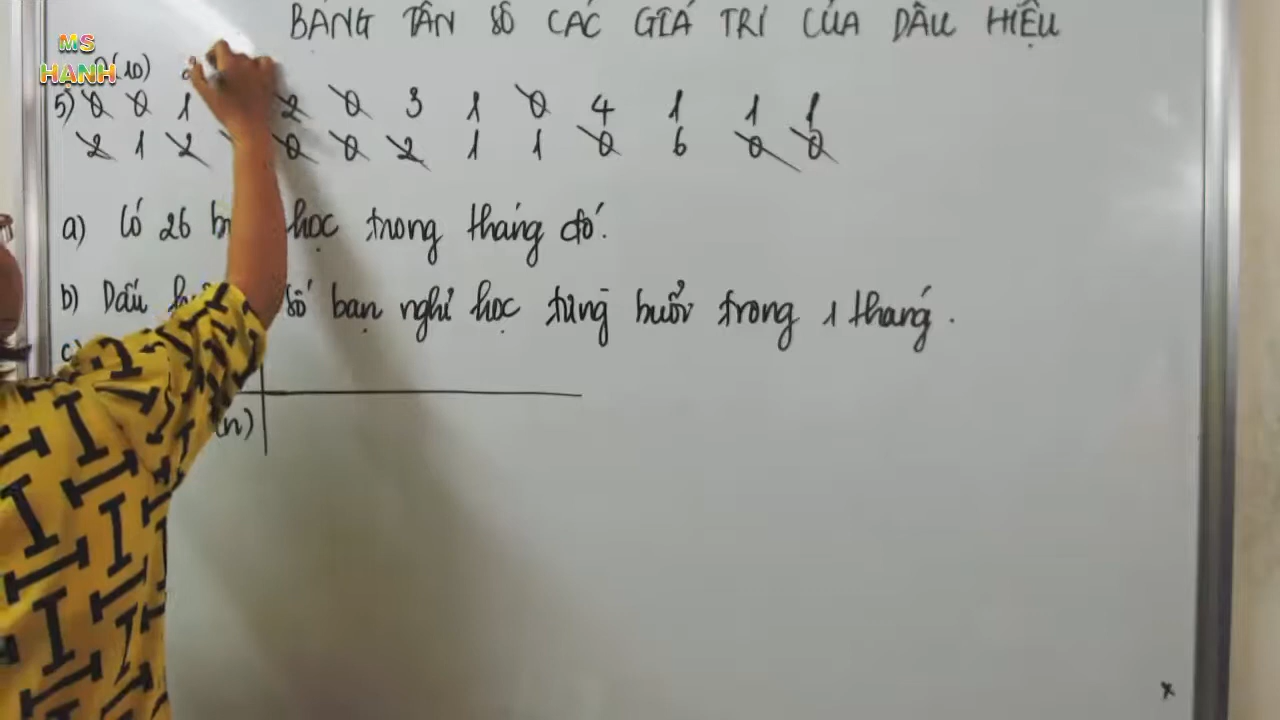 BẢNG TẦN SỐ CÁC GIÁ TRỊ CỦA DẤU HIỆU
MS
HẠNH
(10)
5) 0 0 1 2 0 3 1 0 4 1 1 1
2 1 2 0 0 2 1 1 0 6 0 0
a) Có 26 học trong tháng đó.
b) Dấu số bạn nghỉ học từng buổi trong 1 tháng.
c)
(n)
x